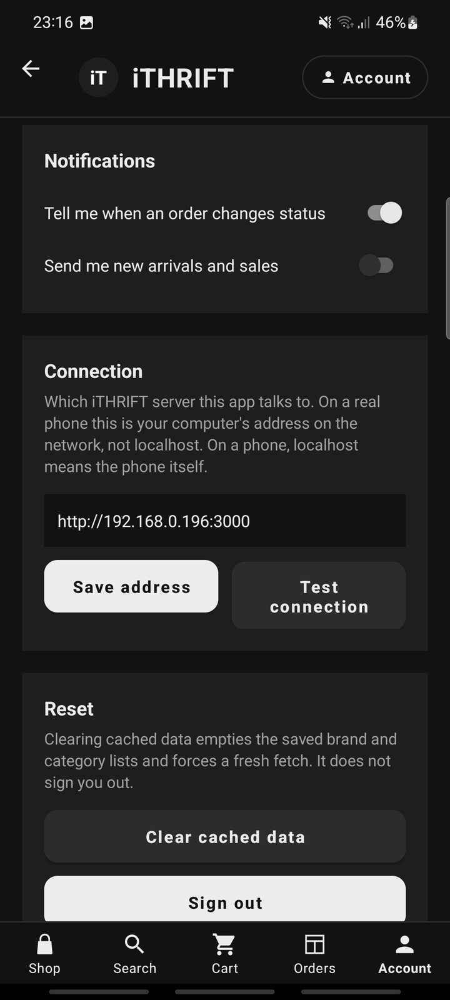 23:16
46%
iT
iTHRIFT
Account
Notifications
Tell me when an order changes status
Send me new arrivals and sales
Connection
Which iTHRIFT server this app talks to. On a real
phone this is your computer's address on the
network, not localhost. On a phone, localhost
means the phone itself.
http://192.168.0.196:3000
Save address
Test
connection
Reset
Clearing cached data empties the saved brand and
category lists and forces a fresh fetch. It does not
sign you out.
Clear cached data
Sign out
Shop
Search
Cart
Orders
Account